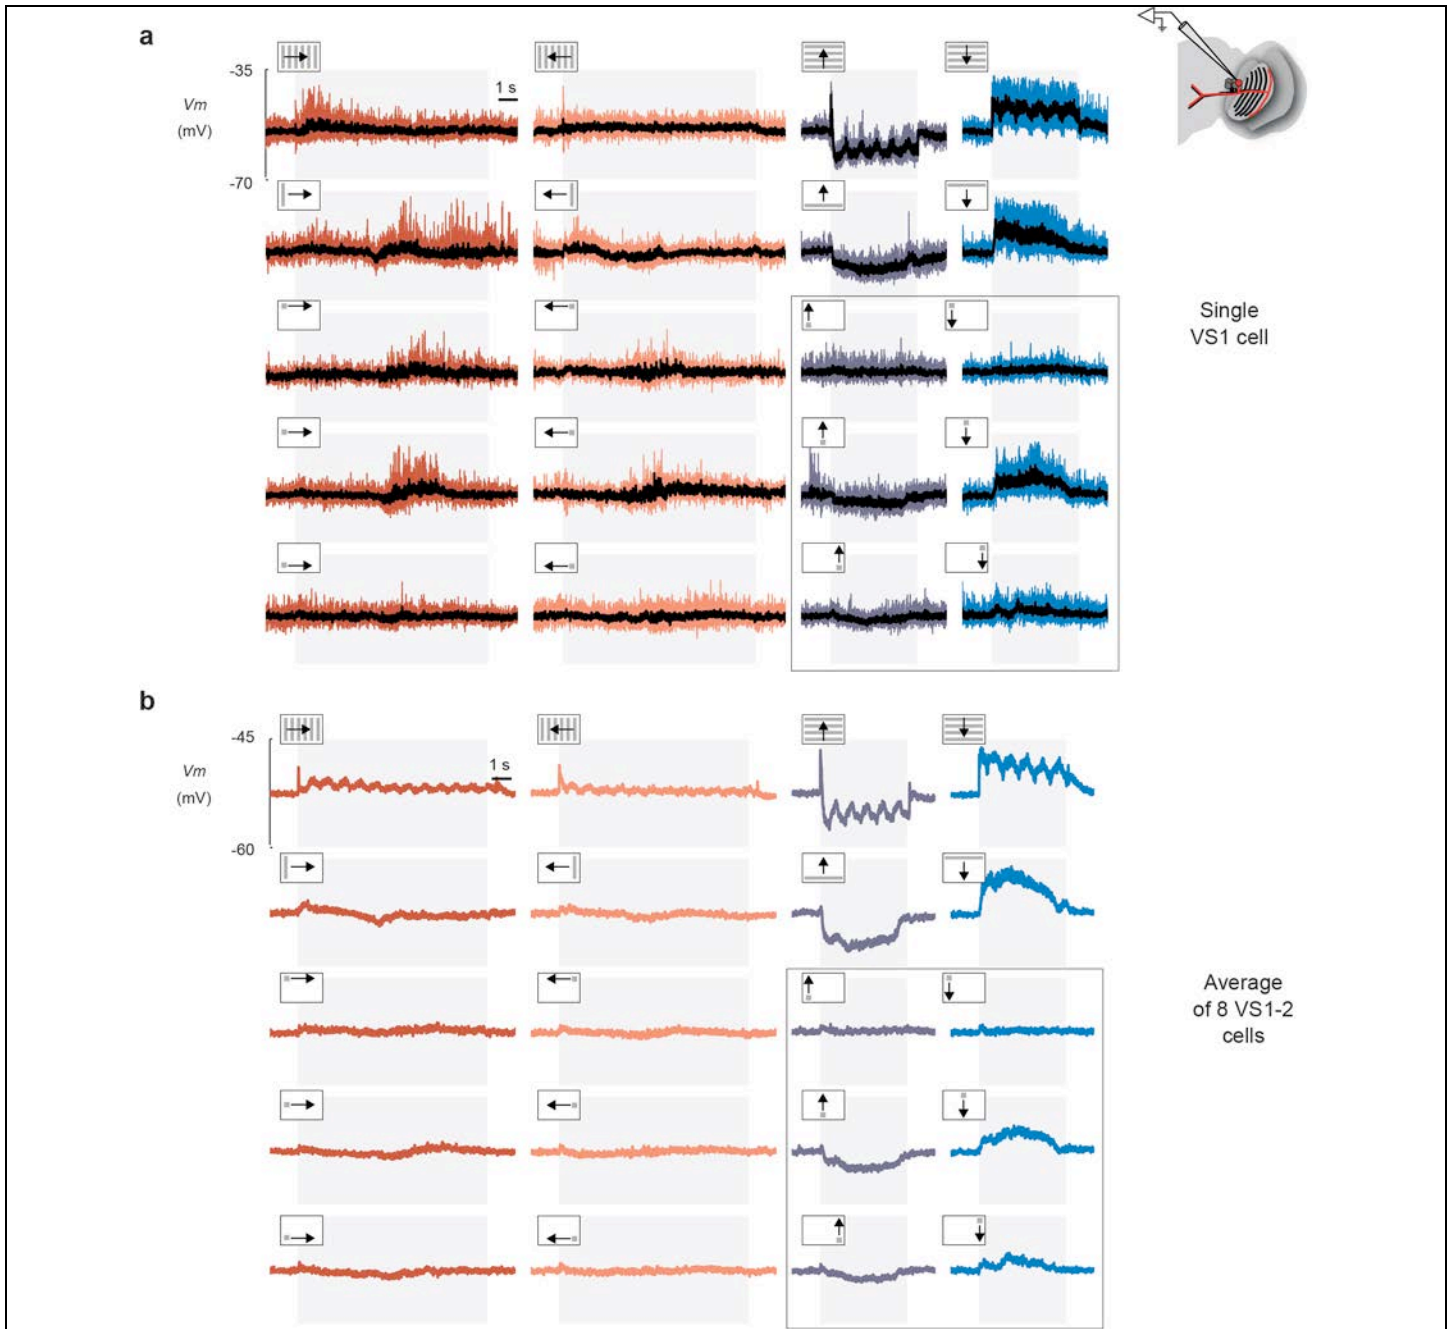 a
-35
1 s
Vm
(mV)
-70
Single
VS1 cell
b
-45
1 s
Vm
(mV)
-60
Average
of 8 VS1-2
cells